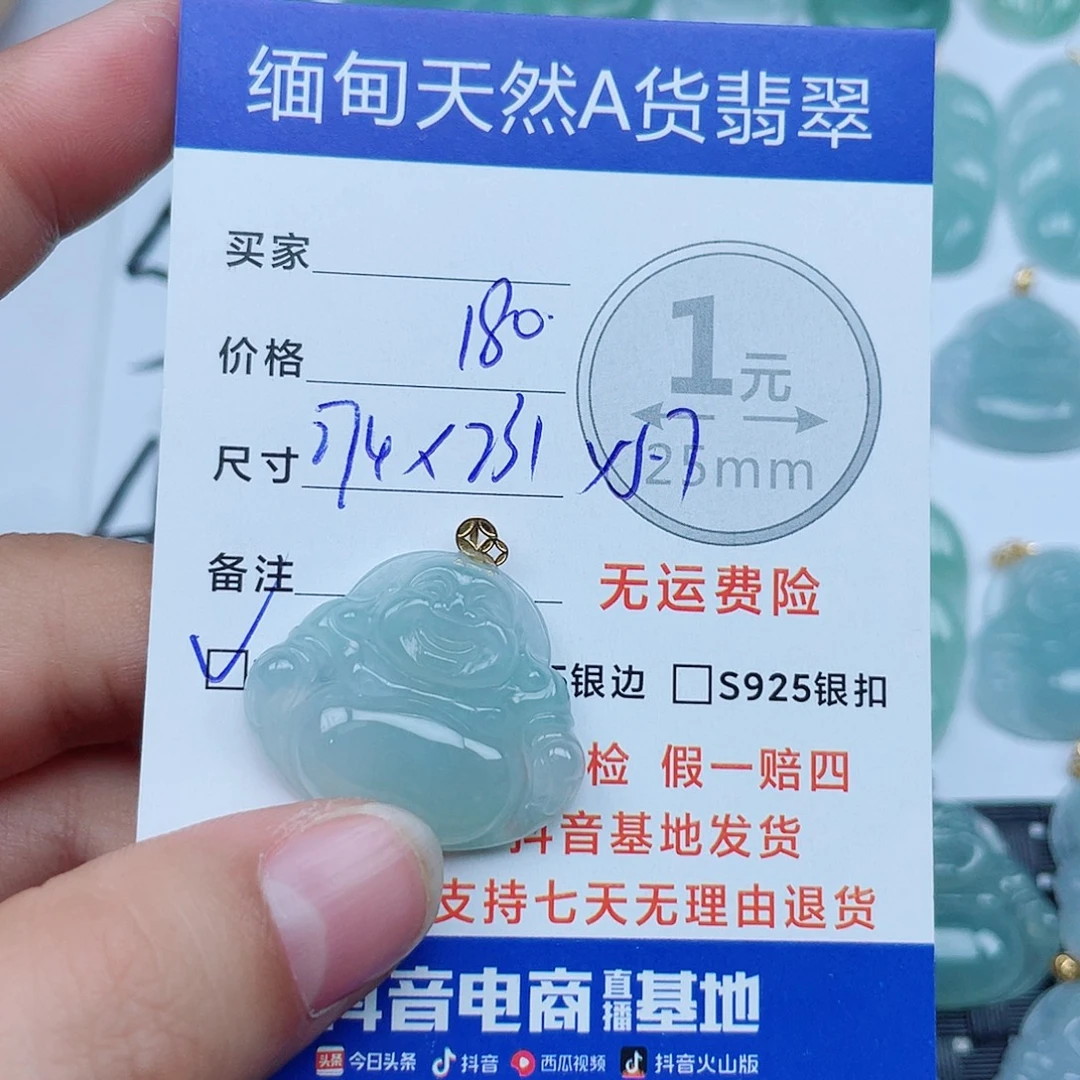 缅甸天然A货翡翠
买家
价格 180.
1元
尺寸 274×231×5.7
25mm
备注
无运费险
银边 □S925银扣
检 假一赔四
抖音基地发货
支持七天无理由退货
抖音电商直播基地
头条 今日头条 抖音 西瓜视频 抖音火山版